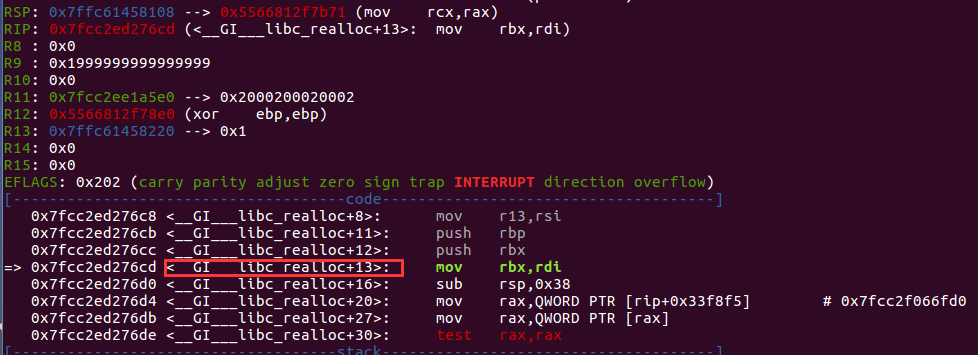 RSP: 0x7ffc61458108 --> 0x5566812f7b71 (mov    rcx,rax)
RIP: 0x7fcc2ed276cd (<__GI___libc_realloc+13>:  mov    rbx,rdi)
R8 : 0x0
R9 : 0x1999999999999999
R10: 0x0
R11: 0x7fcc2ee1a5e0 --> 0x2000200020002
R12: 0x5566812f78e0 (xor    ebp,ebp)
R13: 0x7ffc61458220 --> 0x1
R14: 0x0
R15: 0x0
EFLAGS: 0x202 (carry parity adjust zero sign trap INTERRUPT direction overflow)
[-------------------------------------code-------------------------------------]
   0x7fcc2ed276c8 <__GI___libc_realloc+8>:      mov    r13,rsi
   0x7fcc2ed276cb <__GI___libc_realloc+11>:     push   rbp
   0x7fcc2ed276cc <__GI___libc_realloc+12>:     push   rbx
=> 0x7fcc2ed276cd <__GI___libc_realloc+13>:     mov    rbx,rdi
   0x7fcc2ed276d0 <__GI___libc_realloc+16>:     sub    rsp,0x38
   0x7fcc2ed276d4 <__GI___libc_realloc+20>:     mov    rax,QWORD PTR [rip+0x33f8f5]        # 0x7fcc2f066fd0
   0x7fcc2ed276db <__GI___libc_realloc+27>:     mov    rax,QWORD PTR [rax]
   0x7fcc2ed276de <__GI___libc_realloc+30>:     test   rax,rax
[------------------------------------stack-------------------------------------]